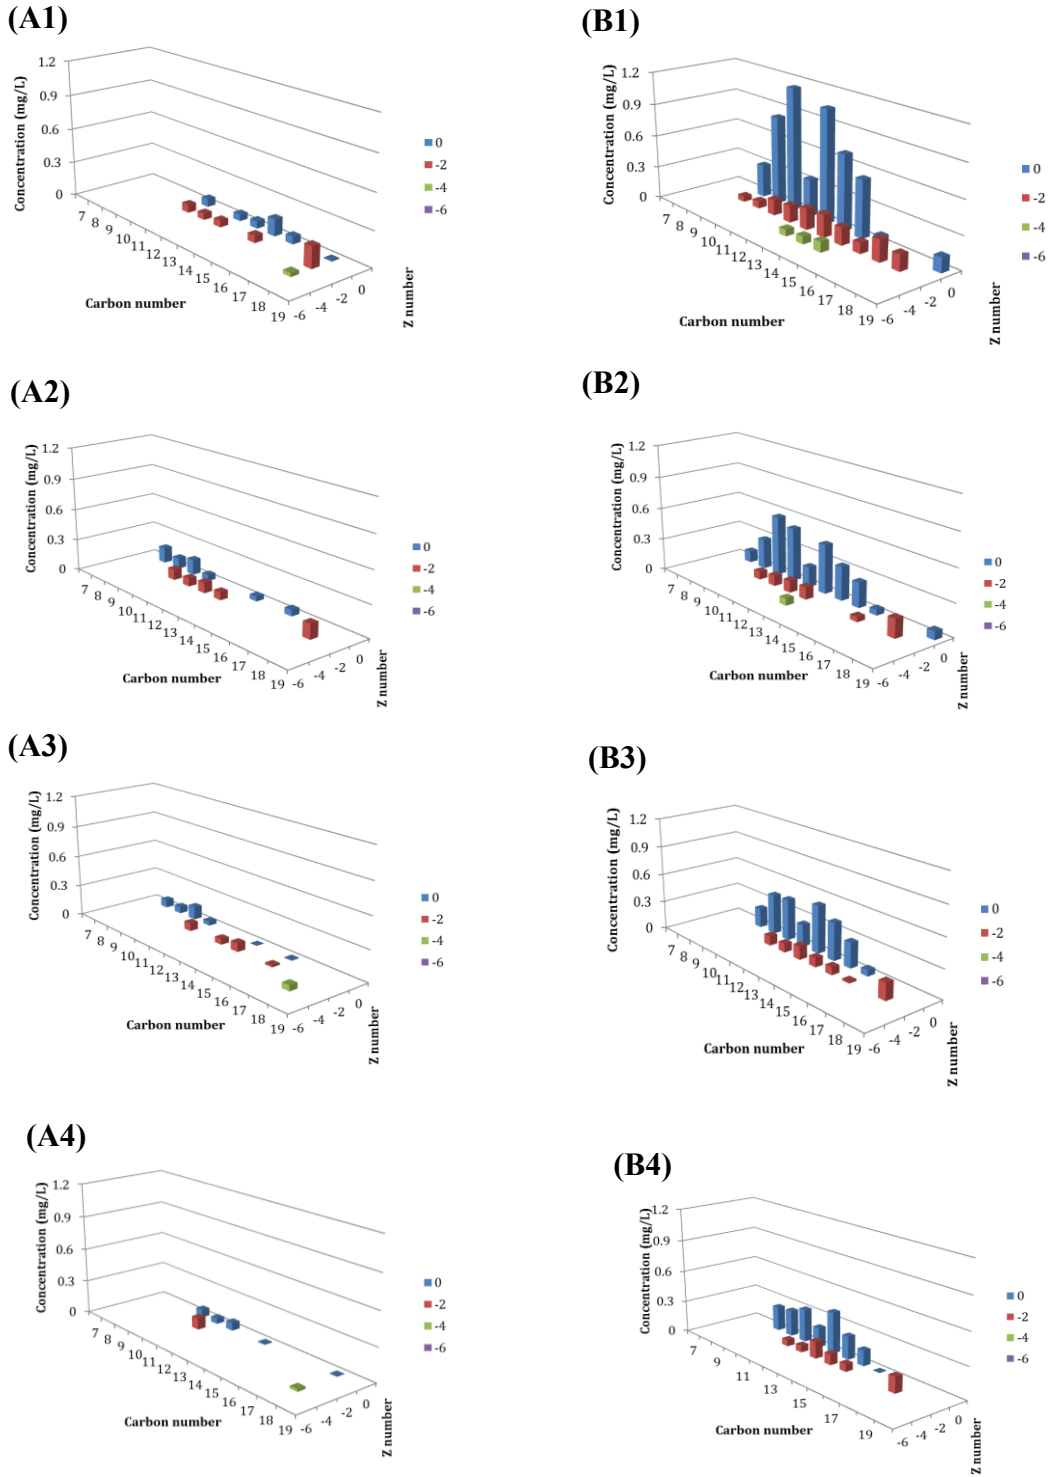 (A1)
Concentration (mg/L)
1.2
0.9
0.6
0.3
0
7 8 9 10 11 12 13 14 15 16 17 18 19
Carbon number
-6 -4 -2 0
Z number
0
-2
-4
-6
(B1)
Concentration (mg/L)
1.2
0.9
0.6
0.3
0
7 8 9 10 11 12 13 14 15 16 17 18 19
Carbon number
-6 -4 -2 0
Z number
0
-2
-4
-6
(A2)
Concentration (mg/L)
1.2
0.9
0.6
0.3
0
7 8 9 10 11 12 13 14 15 16 17 18 19
Carbon number
-6 -4 -2 0
Z number
0
-2
-4
-6
(B2)
Concentration (mg/L)
1.2
0.9
0.6
0.3
0
7 8 9 10 11 12 13 14 15 16 17 18 19
Carbon number
-6 -4 -2 0
Z number
0
-2
-4
-6
(A3)
Concentration (mg/L)
1.2
0.9
0.6
0.3
0
7 8 9 10 11 12 13 14 15 16 17 18 19
Carbon number
-6 -4 -2 0
Z number
0
-2
-4
-6
(B3)
Concentration (mg/L)
1.2
0.9
0.6
0.3
0
7 8 9 10 11 12 13 14 15 16 17 18 19
Carbon number
-6 -4 -2 0
Z number
0
-2
-4
-6
(A4)
Concentration (mg/L)
1.2
0.9
0.6
0.3
0
7 8 9 10 11 12 13 14 15 16 17 18 19
Carbon number
-6 -4 -2 0
Z number
0
-2
-4
-6
(B4)
Concentration (mg/L)
1.2
0.9
0.6
0.3
0
7 9 11 13 15 17 19
Carbon number
-6 -4 -2 0
Z number
0
-2
-4
-6